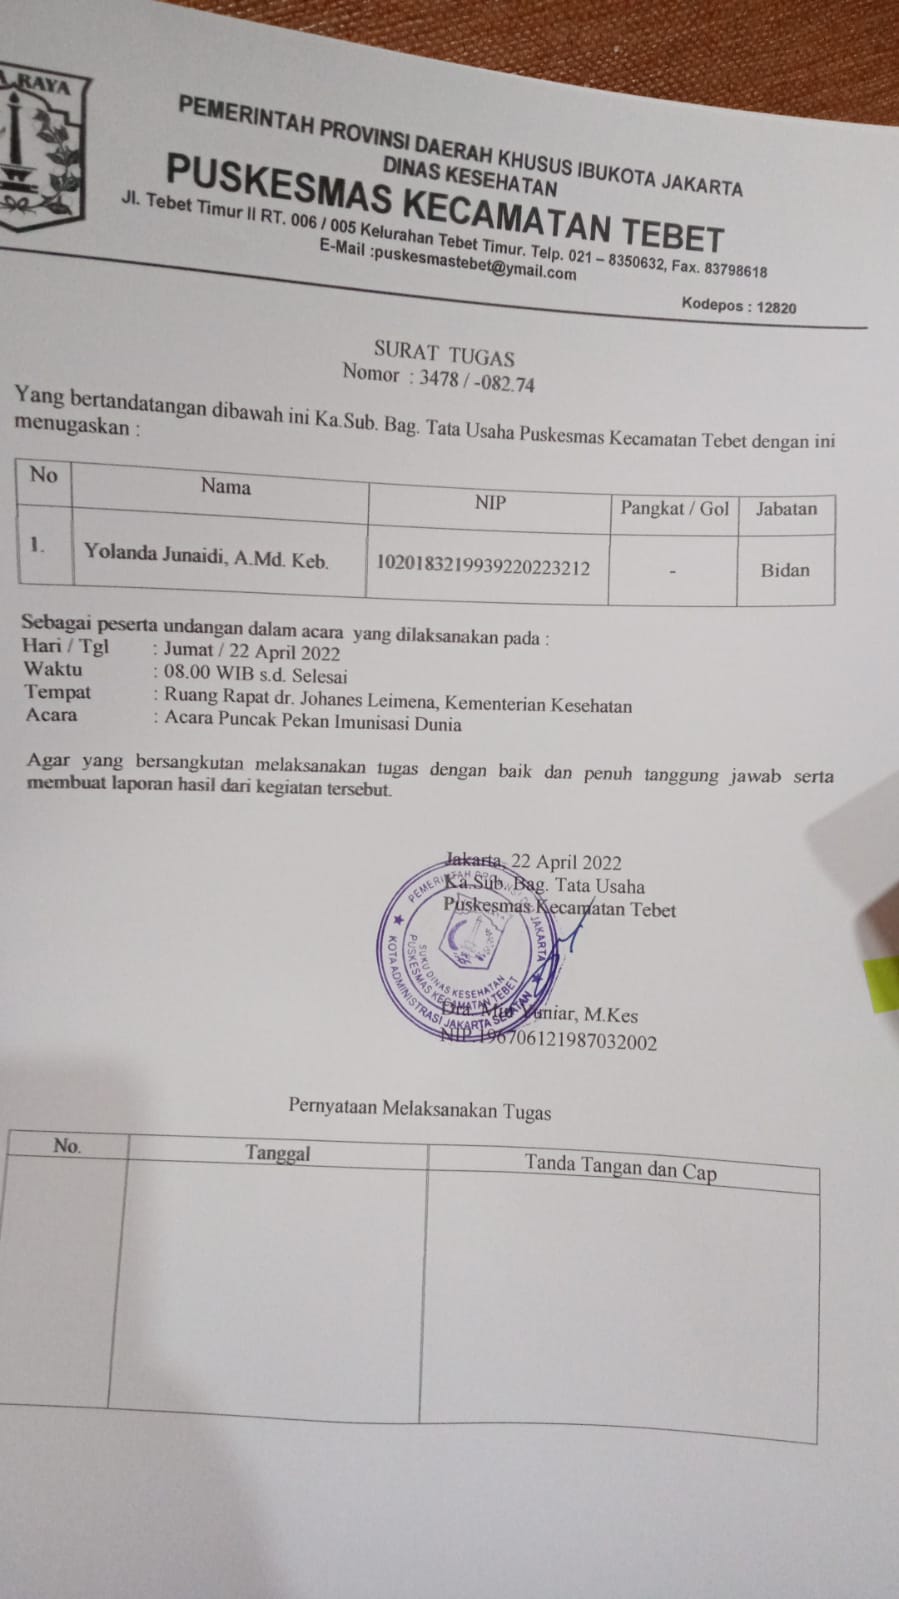 RAYA
PEMERINTAH PROVINSI DAERAH KHUSUS IBUKOTA JAKARTA
DINAS KESEHATAN
PUSKESMAS KECAMATAN TEBET
Jl. Tebet Timur II RT. 006 / 005 Kelurahan Tebet Timur. Telp. 021 – 8350632, Fax. 83798618
E-Mail :puskesmastebet@ymail.com
Kodepos : 12820
SURAT TUGAS
Nomor : 3478 / -082.74
Yang bertandatangan dibawah ini Ka.Sub. Bag. Tata Usaha Puskesmas Kecamatan Tebet dengan ini
menugaskan :
No Nama NIP Pangkat / Gol Jabatan
1. Yolanda Junaidi, A.Md. Keb. 1020183219939220223212 - Bidan
Sebagai peserta undangan dalam acara yang dilaksanakan pada :
Hari / Tgl : Jumat / 22 April 2022
Waktu : 08.00 WIB s.d. Selesai
Tempat : Ruang Rapat dr. Johanes Leimena, Kementerian Kesehatan
Acara : Acara Puncak Pekan Imunisasi Dunia
Agar yang bersangkutan melaksanakan tugas dengan baik dan penuh tanggung jawab serta
membuat laporan hasil dari kegiatan tersebut.
Jakarta, 22 April 2022
Ka.Sub. Bag. Tata Usaha
Puskesmas Kecamatan Tebet
SUKU DINAS KESEHATAN
PUSKESMAS KECAMATAN TEBET
KOTA ADMINISTRASI JAKARTA SELATAN
Dra. Yuniar, M.Kes
NIP.196706121987032002
Pernyataan Melaksanakan Tugas
No. Tanggal Tanda Tangan dan Cap